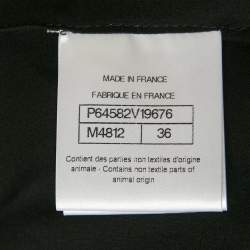 MADE IN FRANCE
FABRIQUE EN FRANCE
P64582V19676
M4812 36
Contient des parties non textiles d'origine
animale - Contains non textile parts of
animal origin